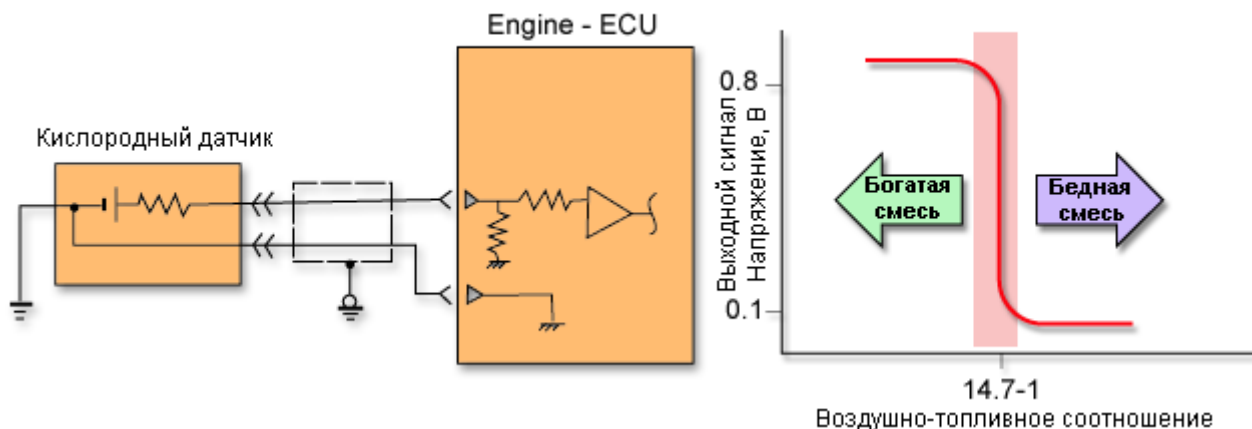 Engine - ECU
Кислородный датчик
Выходной сигнал
Напряжение, В
0.8
0.1
Богатая
смесь
Бедная
смесь
14.7-1
Воздушно-топливное соотношение